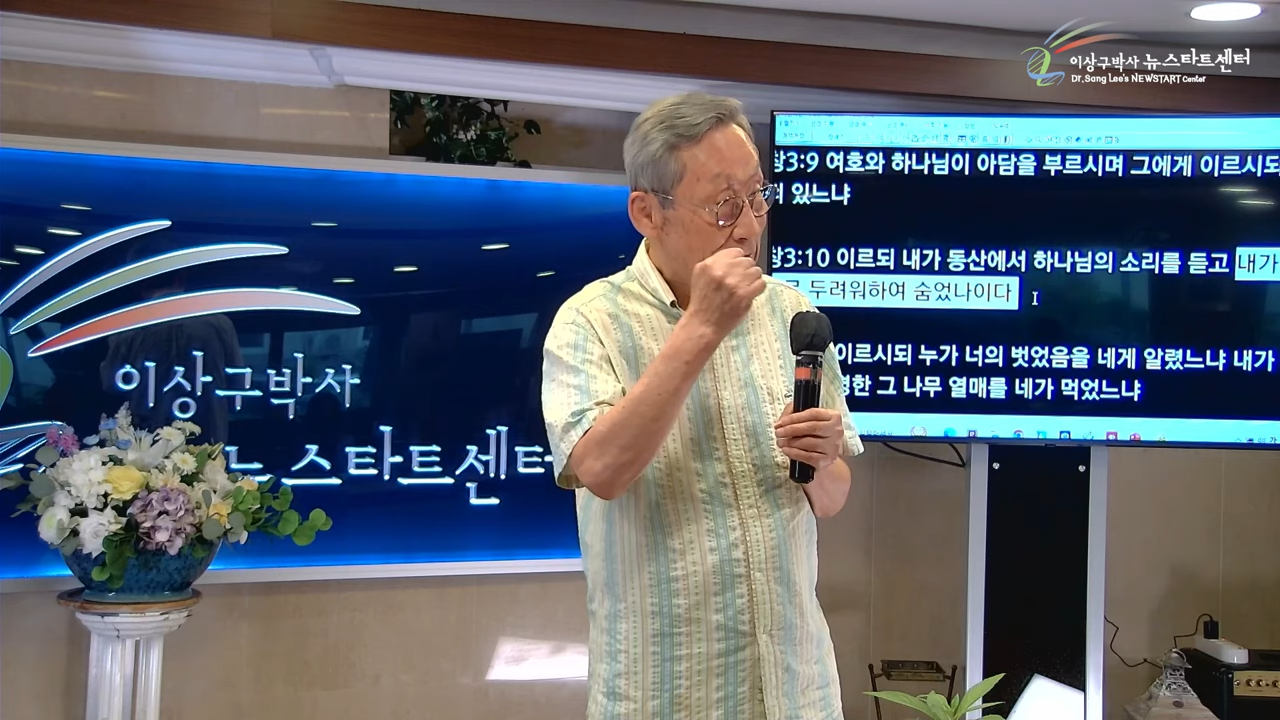 이상구박사 뉴스타트센터
Dr. Sang Lee's NEWSTART Center
이상구박사
뉴스타트센터
창3:9 여호와 하나님이 아담을 부르시며 그에게 이르시되
있느냐
창3:10 이르되 내가 동산에서 하나님의 소리를 듣고 내가
두려워하여 숨었나이다
이르시되 누가 너의 벗었음을 네게 알렸느냐 내가
그 나무 열매를 네가 먹었느냐